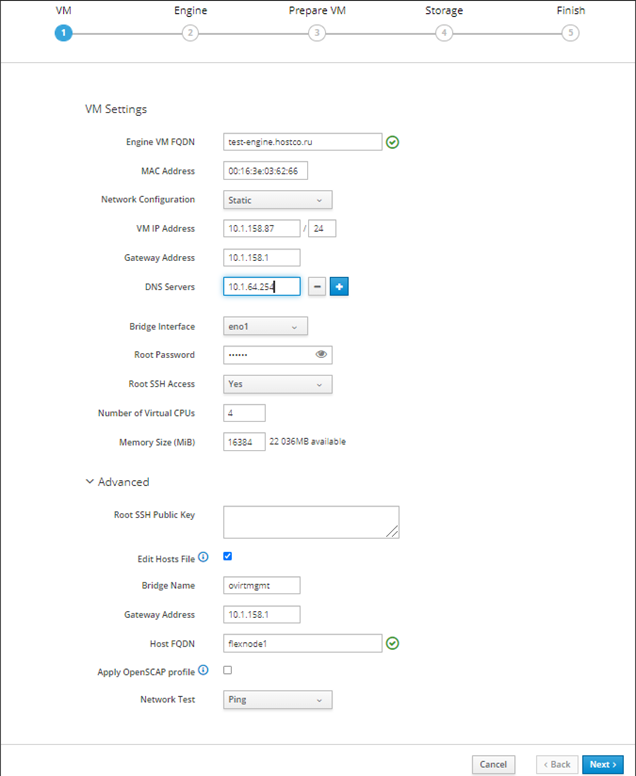 VM Engine Prepare VM Storage Finish
1 2 3 4 5
VM Settings
Engine VM FQDN test-engine.hostco.ru
MAC Address 00:16:3e:03:62:66
Network Configuration Static
VM IP Address 10.1.158.87 / 24
Gateway Address 10.1.158.1
DNS Servers 10.1.64.254
Bridge Interface eno1
Root Password ••••••
Root SSH Access Yes
Number of Virtual CPUs 4
Memory Size (MiB) 16384 22 036MB available
Advanced
Root SSH Public Key
Edit Hosts File
Bridge Name ovirtmgmt
Gateway Address 10.1.158.1
Host FQDN flexnode1
Apply OpenSCAP profile
Network Test Ping
Cancel < Back Next >